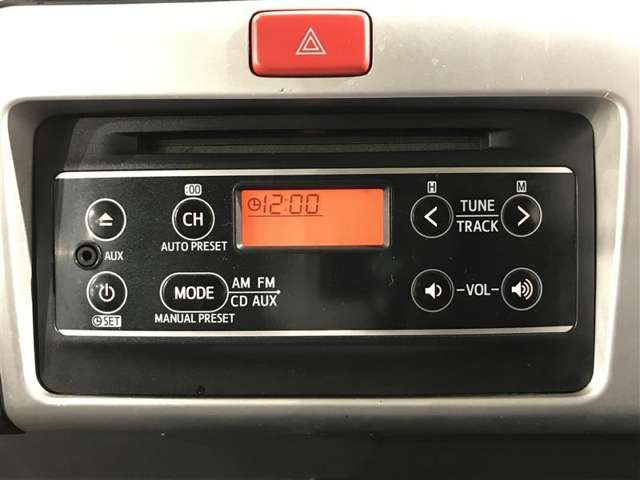 :00
CH
AUTO PRESET
12:00
H
M
TUNE
TRACK
AUX
MODE
AM FM
CD AUX
MANUAL PRESET
SET
-VOL-